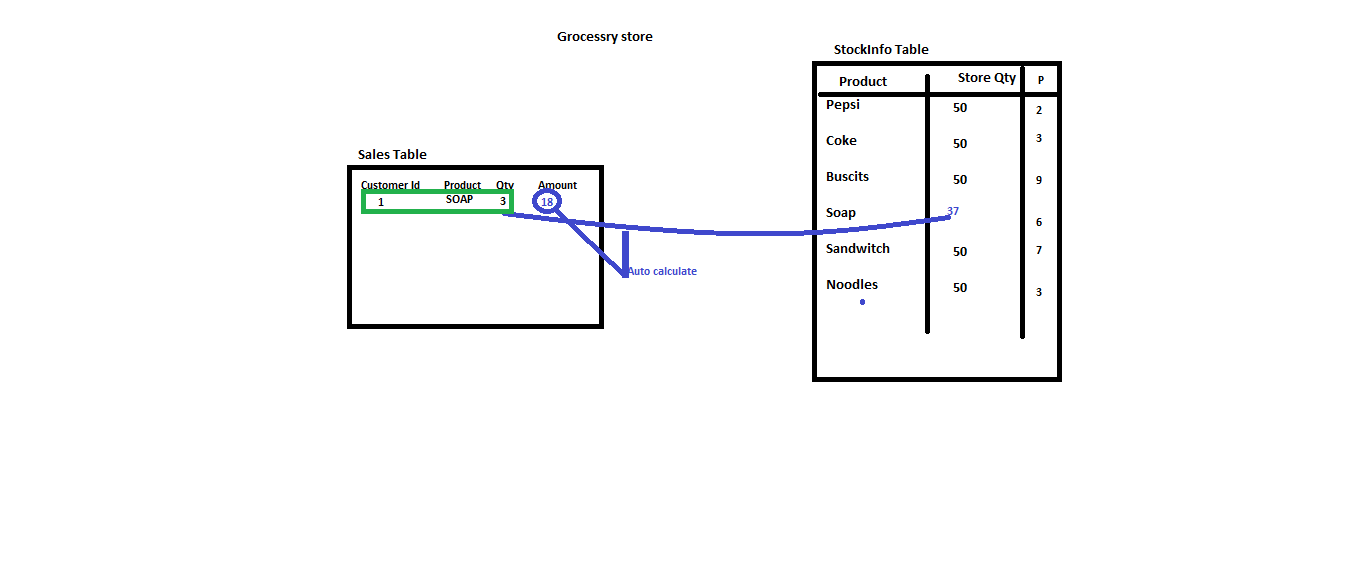 Grocessry store
StockInfo Table
Product Store Qty P
Pepsi 50 2
Coke 50 3
Buscits 50 9
Soap 37 6
Sandwitch 50 7
Noodles 50 3
Sales Table
Customer Id Product Qty Amount
1 SOAP 3 18
Auto calculate